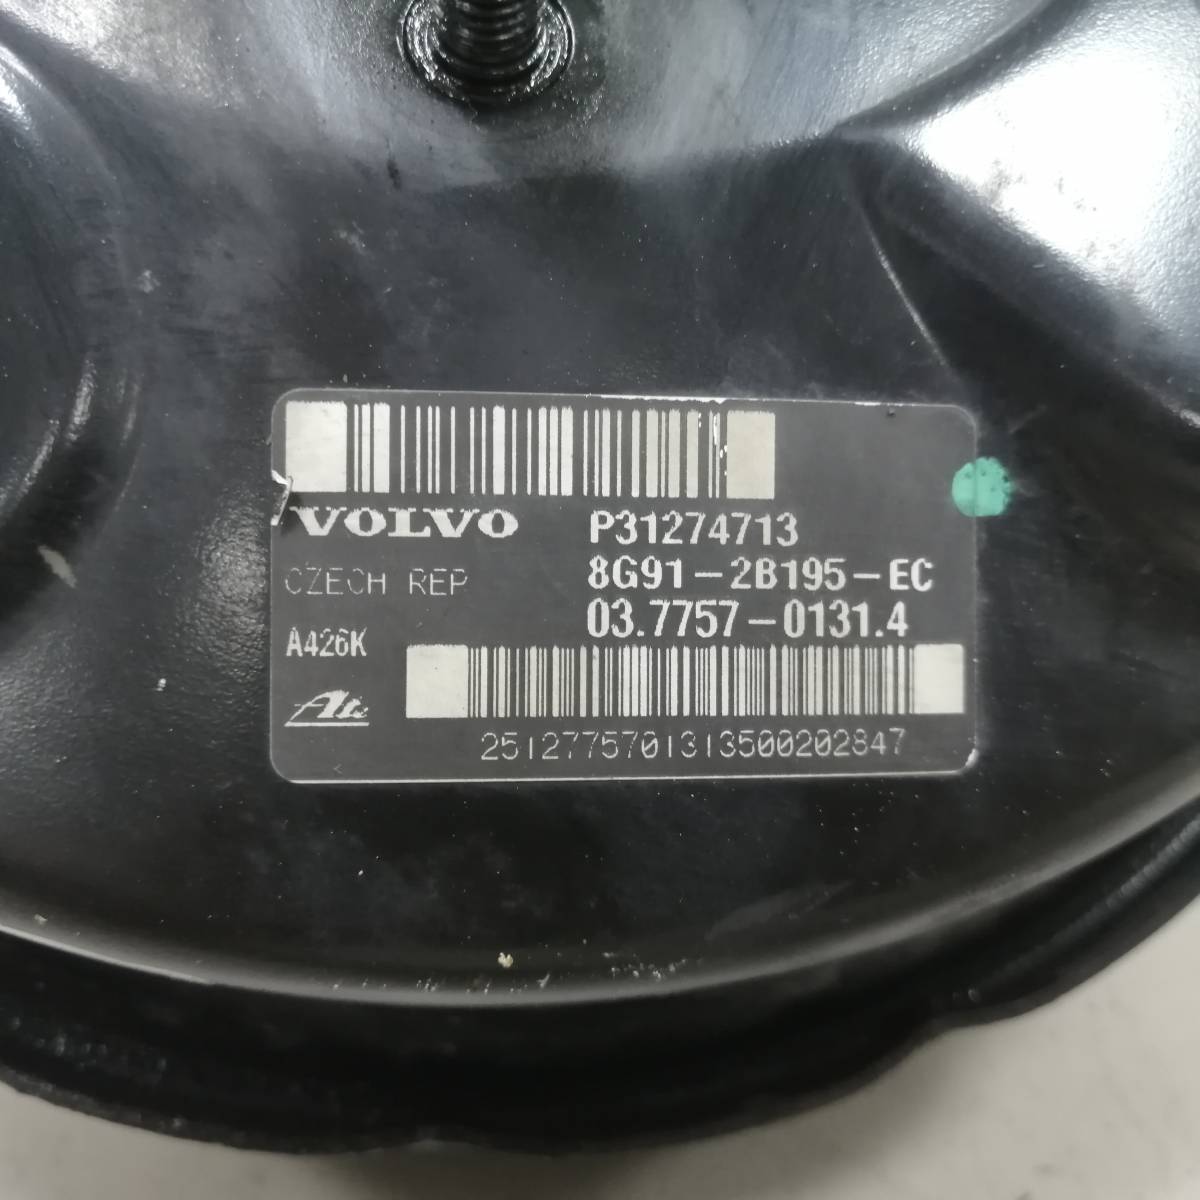 VOLVO P31274713
CZECH REP 8G91-2B195-EC
03.7757-0131.4
A426K
Ate
2512775701313500202847